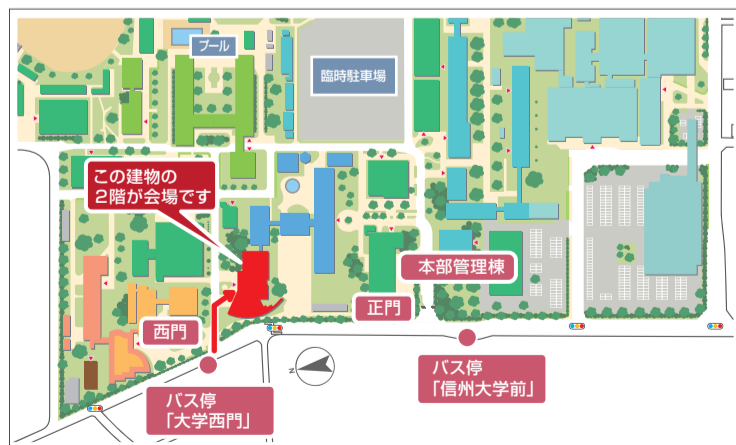 プール
臨時駐車場
この建物の
２階が会場です
本部管理棟
正門
西門
N
バス停
「信州大学前」
バス停
「大学西門」